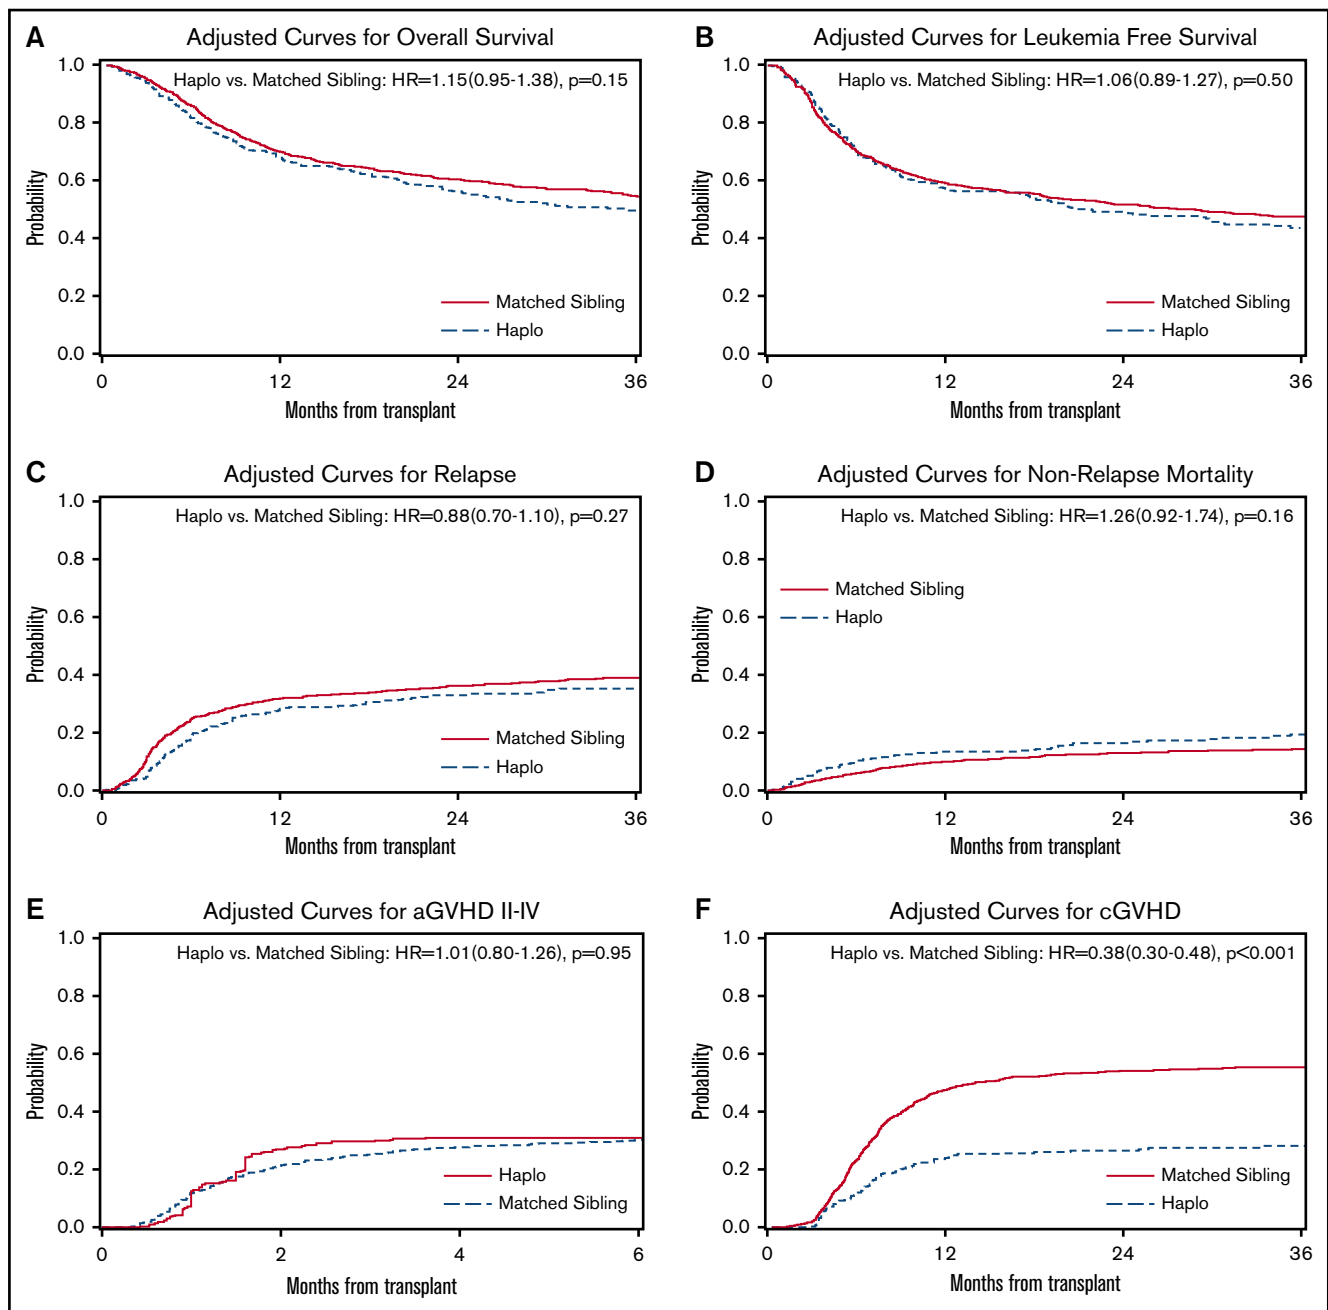 A
Adjusted Curves for Overall Survival
Haplo vs. Matched Sibling: HR=1.15(0.95-1.38), p=0.15
Probability
1.0
0.8
0.6
0.4
0.2
0.0
Matched Sibling
Haplo
0
12
24
36
Months from transplant
B
Adjusted Curves for Leukemia Free Survival
Haplo vs. Matched Sibling: HR=1.06(0.89-1.27), p=0.50
Probability
1.0
0.8
0.6
0.4
0.2
0.0
Matched Sibling
Haplo
0
12
24
36
Months from transplant
C
Adjusted Curves for Relapse
Haplo vs. Matched Sibling: HR=0.88(0.70-1.10), p=0.27
Probability
1.0
0.8
0.6
0.4
0.2
0.0
Matched Sibling
Haplo
0
12
24
36
Months from transplant
D
Adjusted Curves for Non-Relapse Mortality
Haplo vs. Matched Sibling: HR=1.26(0.92-1.74), p=0.16
Probability
1.0
0.8
0.6
0.4
0.2
0.0
Matched Sibling
Haplo
0
12
24
36
Months from transplant
E
Adjusted Curves for aGVHD II-IV
Haplo vs. Matched Sibling: HR=1.01(0.80-1.26), p=0.95
Probability
1.0
0.8
0.6
0.4
0.2
0.0
Haplo
Matched Sibling
0
2
4
6
Months from transplant
F
Adjusted Curves for cGVHD
Haplo vs. Matched Sibling: HR=0.38(0.30-0.48), p<0.001
Probability
1.0
0.8
0.6
0.4
0.2
0.0
Matched Sibling
Haplo
0
12
24
36
Months from transplant